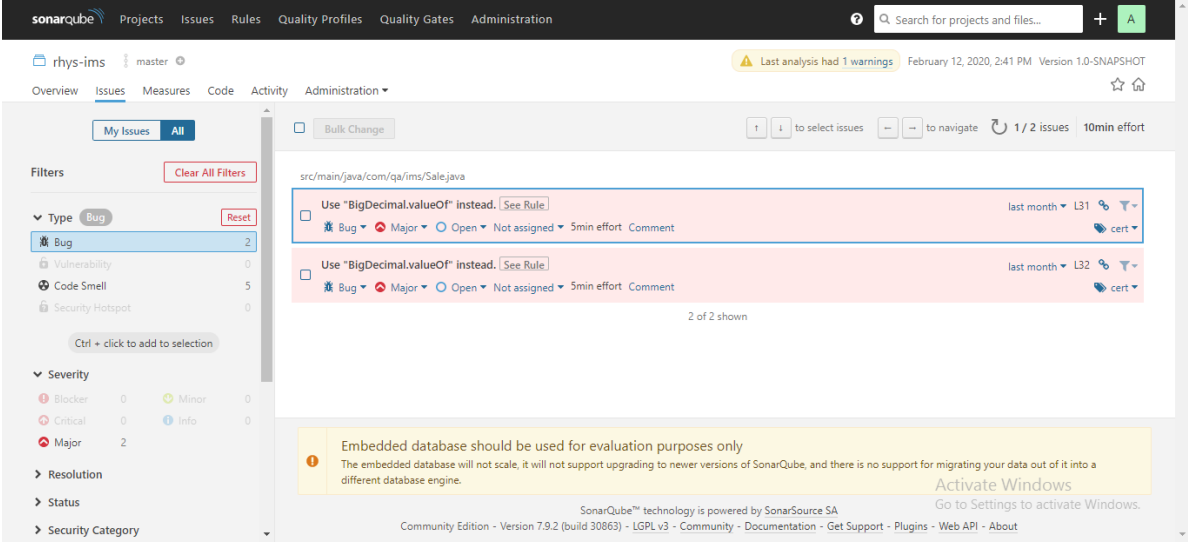 sonarqube Projects Issues Rules Quality Profiles Quality Gates Administration ? Search for projects and files... + A
rhys-ims master Last analysis had 1 warnings February 12, 2020, 2:41 PM Version 1.0-SNAPSHOT
Overview Issues Measures Code Activity Administration
My Issues All
Bulk Change ↑ ↓ to select issues ← → to navigate 1 / 2 issues 10min effort
Filters Clear All Filters
src/main/java/com/qa/ims/Sale.java
Use "BigDecimal.valueOf" instead. See Rule last month L31
Bug Major Open Not assigned 5min effort Comment cert
Type Bug Reset
Bug 2
Vulnerability 0
Code Smell 5
Security Hotspot 0
Use "BigDecimal.valueOf" instead. See Rule last month L32
Bug Major Open Not assigned 5min effort Comment cert
2 of 2 shown
Ctrl + click to add to selection
Severity
Blocker 0 Minor 0
Critical 0 Info 0
Major 2
Resolution
Status
Security Category
Embedded database should be used for evaluation purposes only
The embedded database will not scale, it will not support upgrading to newer versions of SonarQube, and there is no support for migrating your data out of it into a
different database engine.
Activate Windows
Go to Settings to activate Windows.
SonarQube™ technology is powered by SonarSource SA
Community Edition - Version 7.9.2 (build 30863) - LGPL v3 - Community - Documentation - Get Support - Plugins - Web API - About